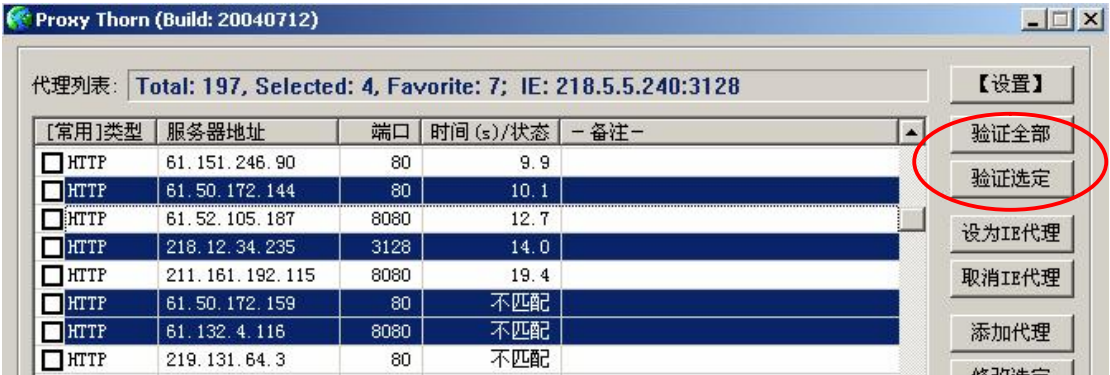 Proxy Thorn (Build: 20040712)
代理列表: Total: 197, Selected: 4, Favorite: 7; IE: 218.5.5.240:3128
【设置】
[常用]类型 服务器地址 端口 时间(s)/状态 -备注-
验证全部
HTTP 61.151.246.90 80 9.9
HTTP 61.50.172.144 80 10.1
验证选定
HTTP 61.52.105.187 8080 12.7
设为IE代理
HTTP 218.12.34.235 3128 14.0
HTTP 211.161.192.115 8080 19.4
取消IE代理
HTTP 61.50.172.159 80 不匹配
HTTP 61.132.4.116 8080 不匹配
添加代理
HTTP 219.131.64.3 80 不匹配